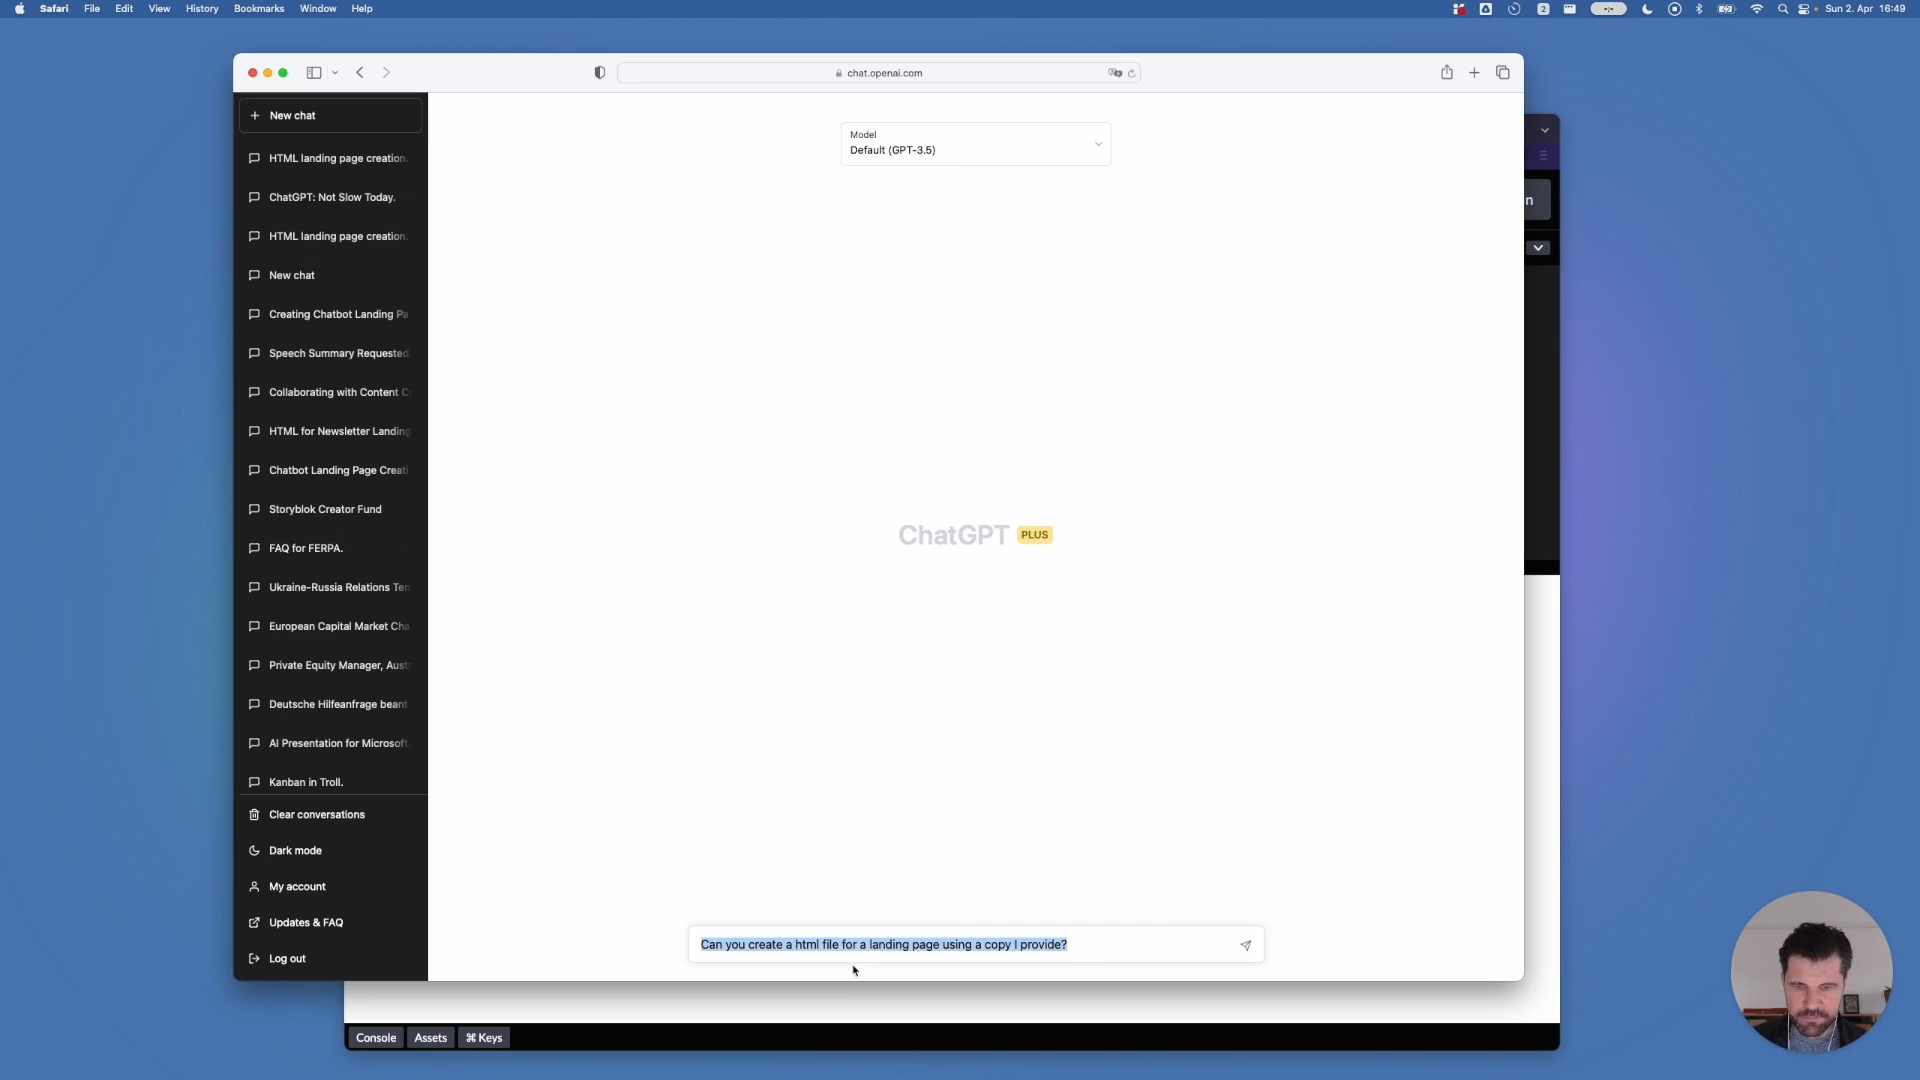 Safari File Edit View History Bookmarks Window Help
2
Sun 2. Apr 16:49
chat.openai.com
New chat
Model
Default (GPT-3.5)
HTML landing page creation.
ChatGPT: Not Slow Today.
HTML landing page creation.
New chat
Creating Chatbot Landing Pa
Speech Summary Requested
Collaborating with Content C
HTML for Newsletter Landing
Chatbot Landing Page Creati
Storyblok Creator Fund
ChatGPT PLUS
FAQ for FERPA.
Ukraine-Russia Relations Ten
European Capital Market Cha
Private Equity Manager, Aust
Deutsche Hilfeanfrage beant
AI Presentation for Microsoft.
Kanban in Troll.
Clear conversations
Dark mode
My account
Updates & FAQ
Log out
Can you create a html file for a landing page using a copy I provide?
n
Console Assets ⌘ Keys